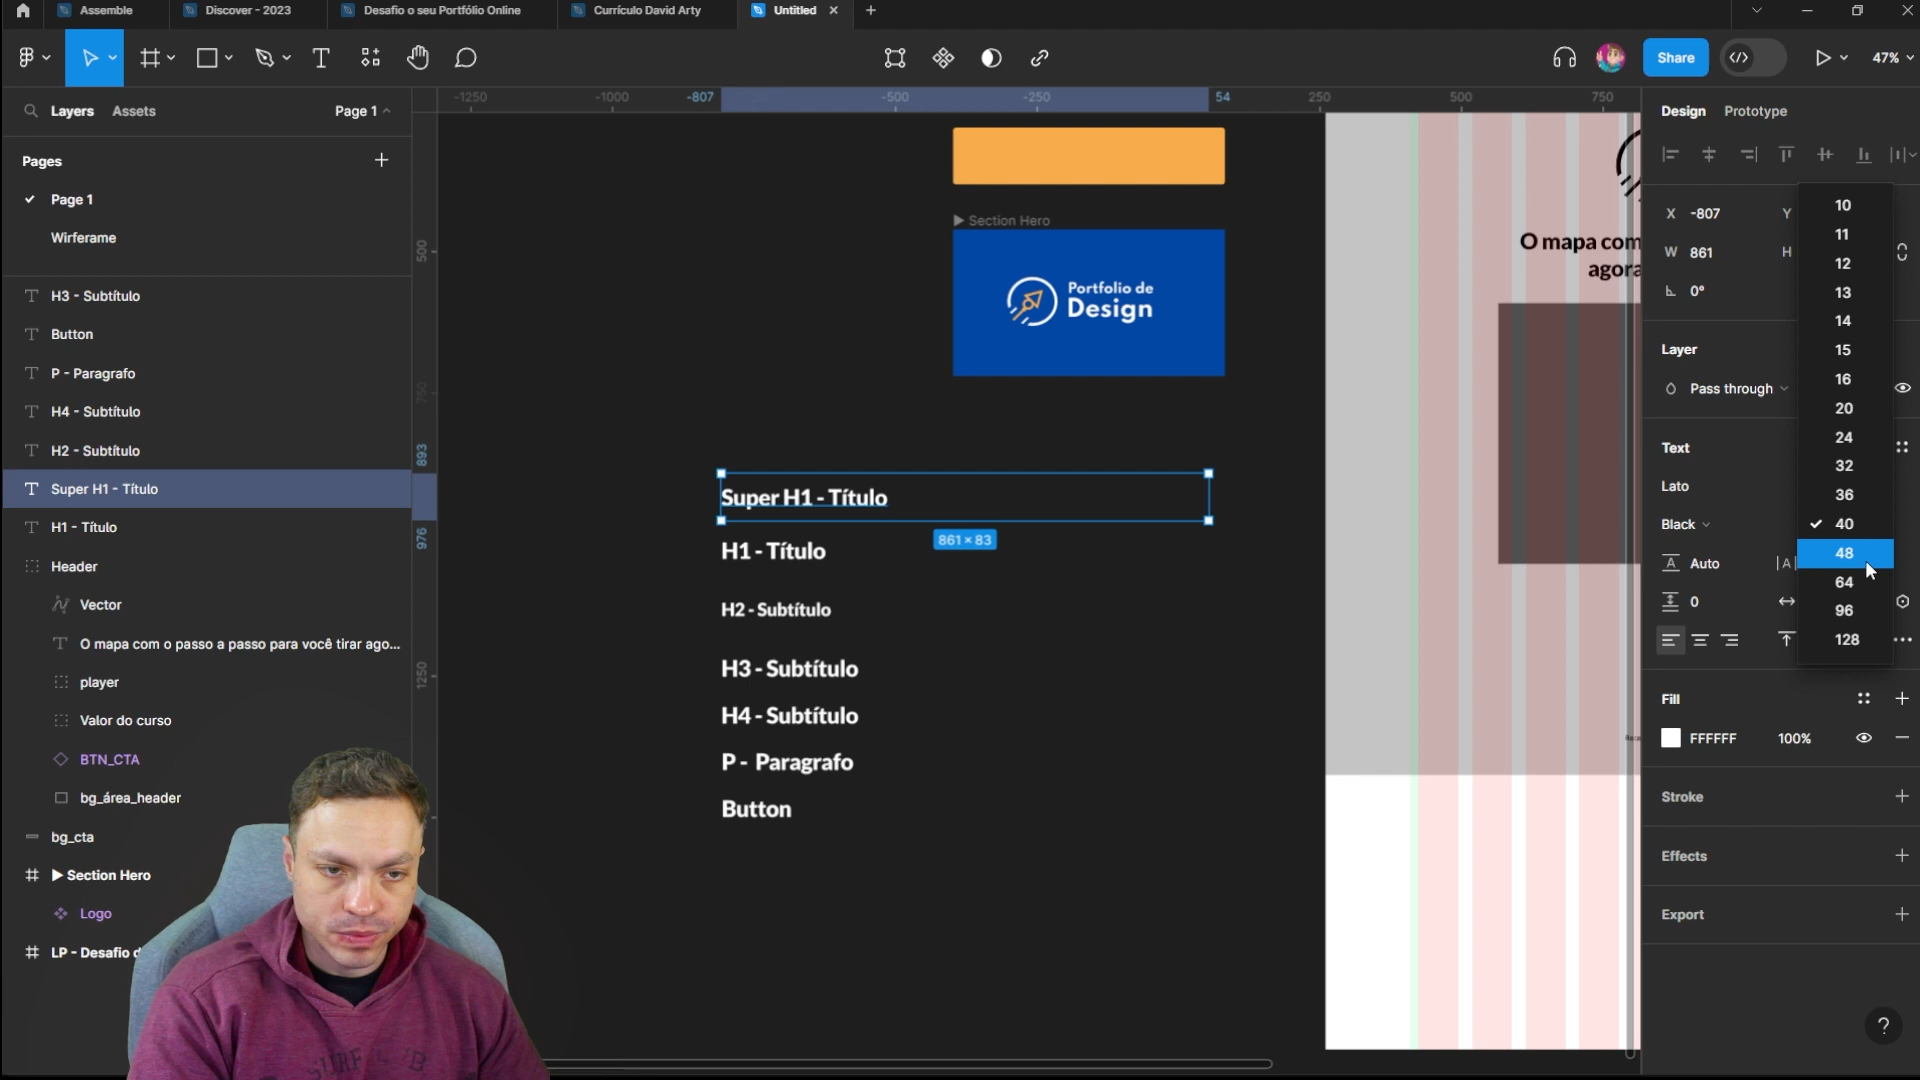 Assemble
Discover - 2023
Desafio o seu Portfólio Online
Currículo David Arty
Untitled
Share
47%
Layers
Assets
Page 1
-1250
-1000
-807
-500
-250
54
250
500
750
Design
Prototype
Pages
Page 1
Wirferame
H3 - Subtítulo
Button
P - Paragrafo
H4 - Subtítulo
H2 - Subtítulo
Super H1 - Título
H1 - Título
Header
Vector
O mapa com o passo a passo para você tirar ago...
player
Valor do curso
BTN_CTA
bg_área_header
bg_cta
▶ Section Hero
Logo
LP - Desafio d
500
750
893
976
1250
▶ Section Hero
Portfolio de
Design
Super H1 - Título
861 × 83
H1 - Título
H2 - Subtítulo
H3 - Subtítulo
H4 - Subtítulo
P - Paragrafo
Button
O mapa com
agora
X -807
Y
W 861
H
0°
Layer
Pass through
Text
Lato
Black
Auto
|A|
0
10
11
12
13
14
15
16
20
24
32
36
40
48
64
96
128
Fill
FFFFFF 100%
Stroke
Effects
Export
?